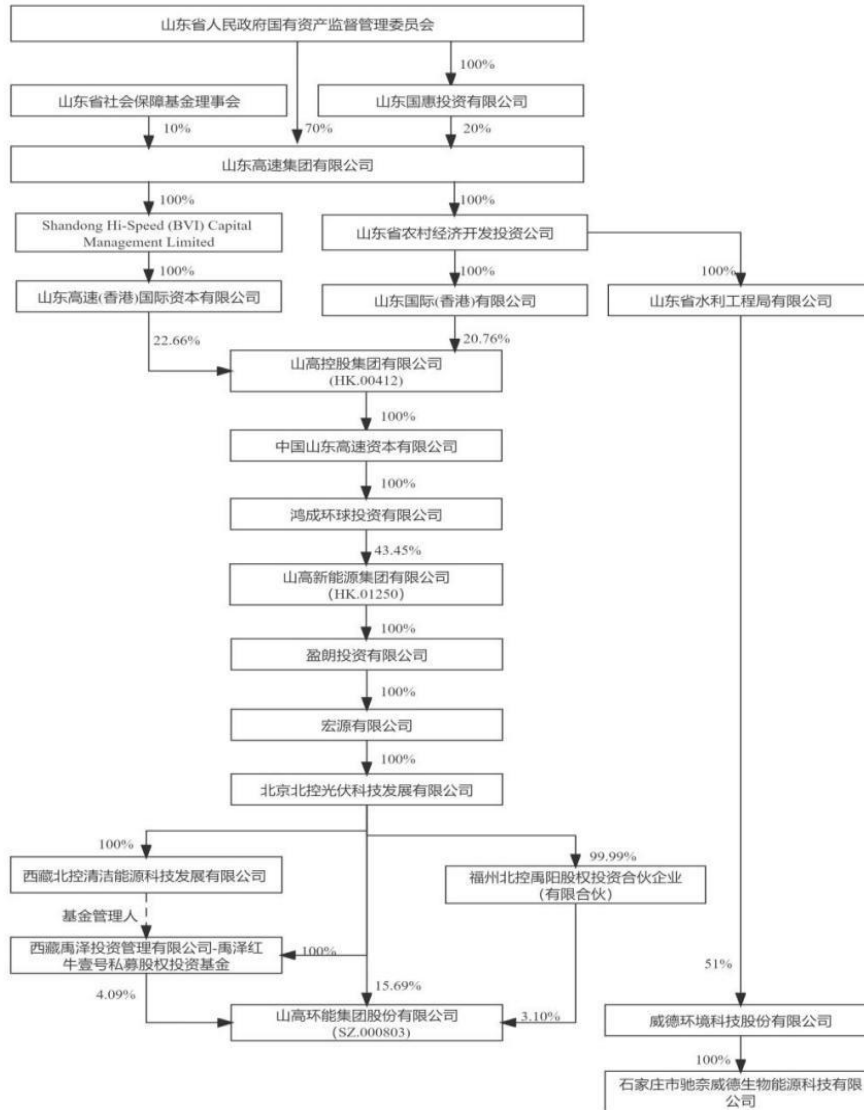 山东省人民政府国有资产监督管理委员会
100%
山东省社会保障基金理事会
山东国惠投资有限公司
10%
70%
20%
山东高速集团有限公司
100%
100%
Shandong Hi-Speed (BVI) Capital
Management Limited
山东省农村经济开发投资公司
100%
100%
100%
山东高速(香港)国际资本有限公司
山东国际(香港)有限公司
山东省水利工程局有限公司
22.66%
20.76%
山高控股集团有限公司
(HK.00412)
100%
中国山东高速资本有限公司
100%
鸿成环球投资有限公司
43.45%
山高新能源集团有限公司
(HK.01250)
100%
盈朗投资有限公司
100%
宏源有限公司
100%
北京北控光伏科技发展有限公司
100%
99.99%
西藏北控清洁能源科技发展有限公司
福州北控禹阳股权投资合伙企业
(有限合伙)
基金管理人
西藏禹泽投资管理有限公司-禹泽红
牛壹号私募股权投资基金
100%
51%
4.09%
15.69%
3.10%
山高环能集团股份有限公司
(SZ.000803)
威德环境科技股份有限公司
100%
石家庄市驰奈威德生物能源科技有限
公司